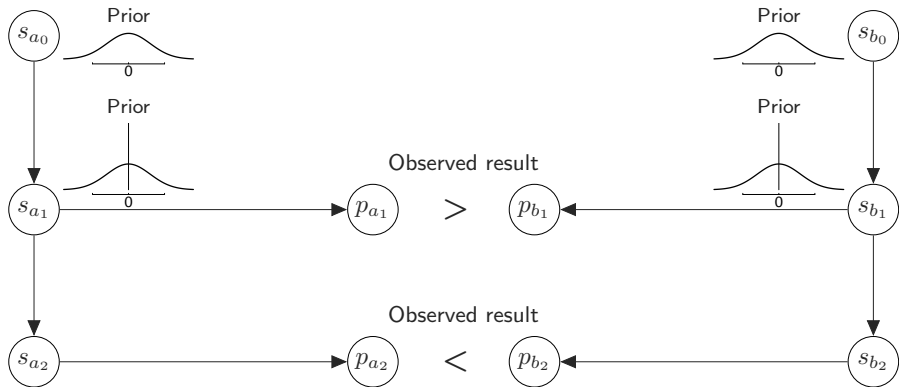 s_{a_0} Prior 0 Prior 0 s_{b_0}
Prior 0 Prior 0
Observed result
s_{a_1} p_{a_1} > p_{b_1} s_{b_1}
Observed result
s_{a_2} p_{a_2} < p_{b_2} s_{b_2}